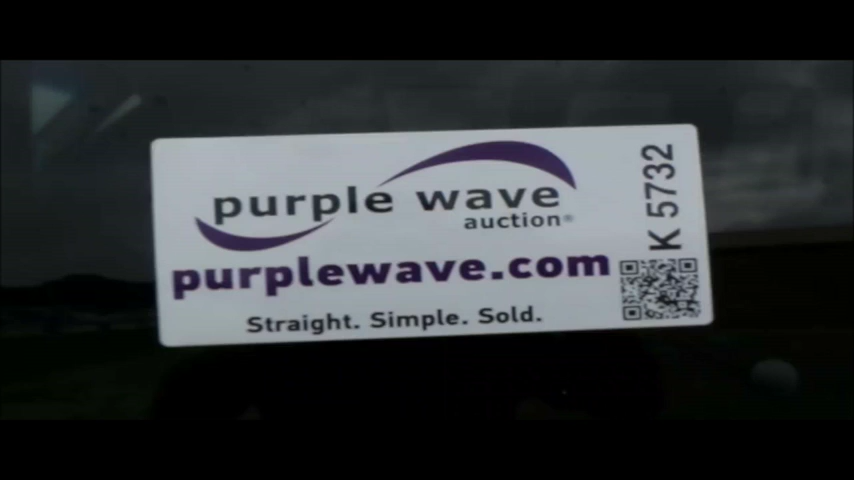 purple wave
auction®
purplewave.com
Straight. Simple. Sold.
K 5732